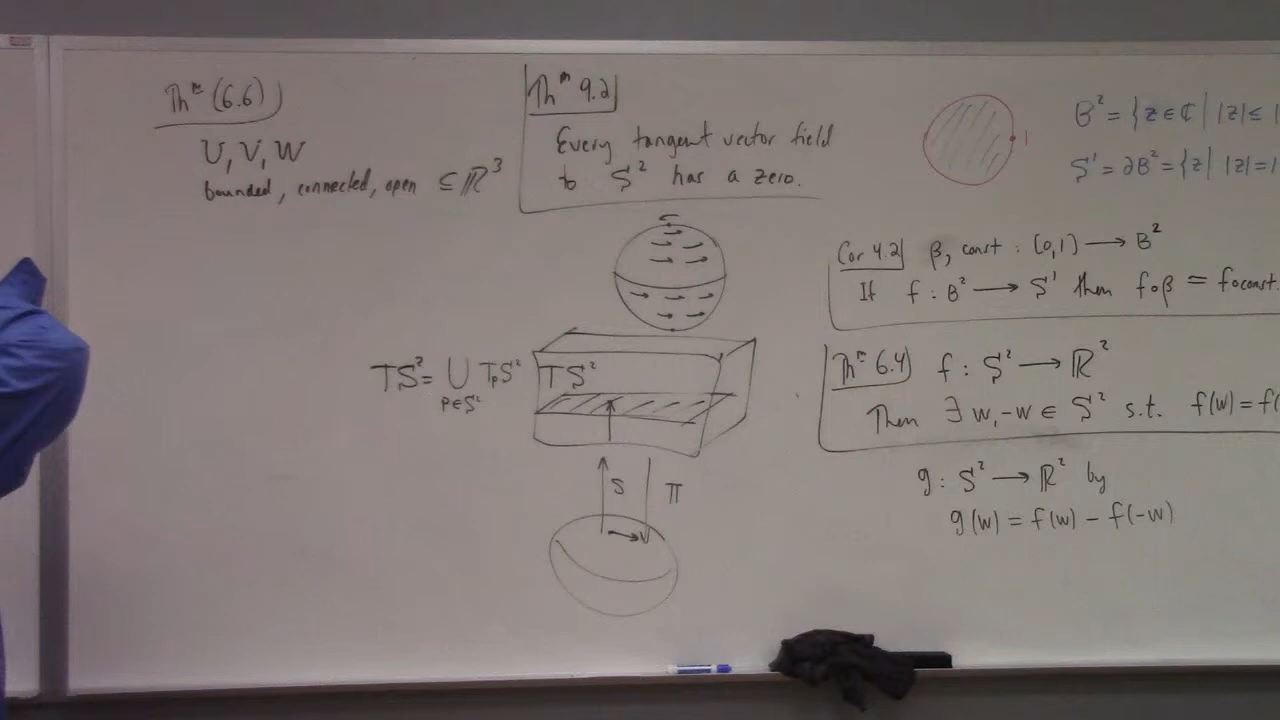 Thᵐ (6.6)
U, V, W
bounded, connected, open ⊆ ℝ³
Thᵐ 9.2
Every tangent vector field
to S² has a zero.
TS² = ∪ TₚS²
p∈S²
TS²
S
π
1
B² = {z ∈ ℂ | |z| ≤ 1
S¹ = ∂B² = {z | |z| = 1
Cor 4.2 β, const : [0,1] ⟶ B²
If f : B² ⟶ S¹ then f∘β ≃ f∘const.
Thᵐ 6.4 f : S² ⟶ ℝ²
Then ∃ w, -w ∈ S² s.t. f(w) = f(
g : S² ⟶ ℝ² by
g(w) = f(w) - f(-w)